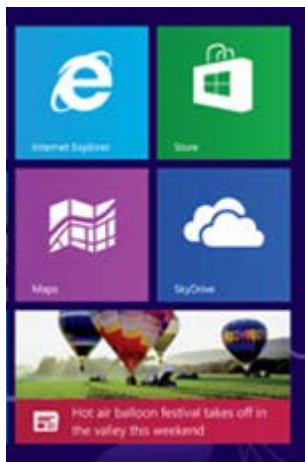 Internet Explorer
Store
Maps
SkyDrive
Hot air balloon festival takes off in
the valley this weekend